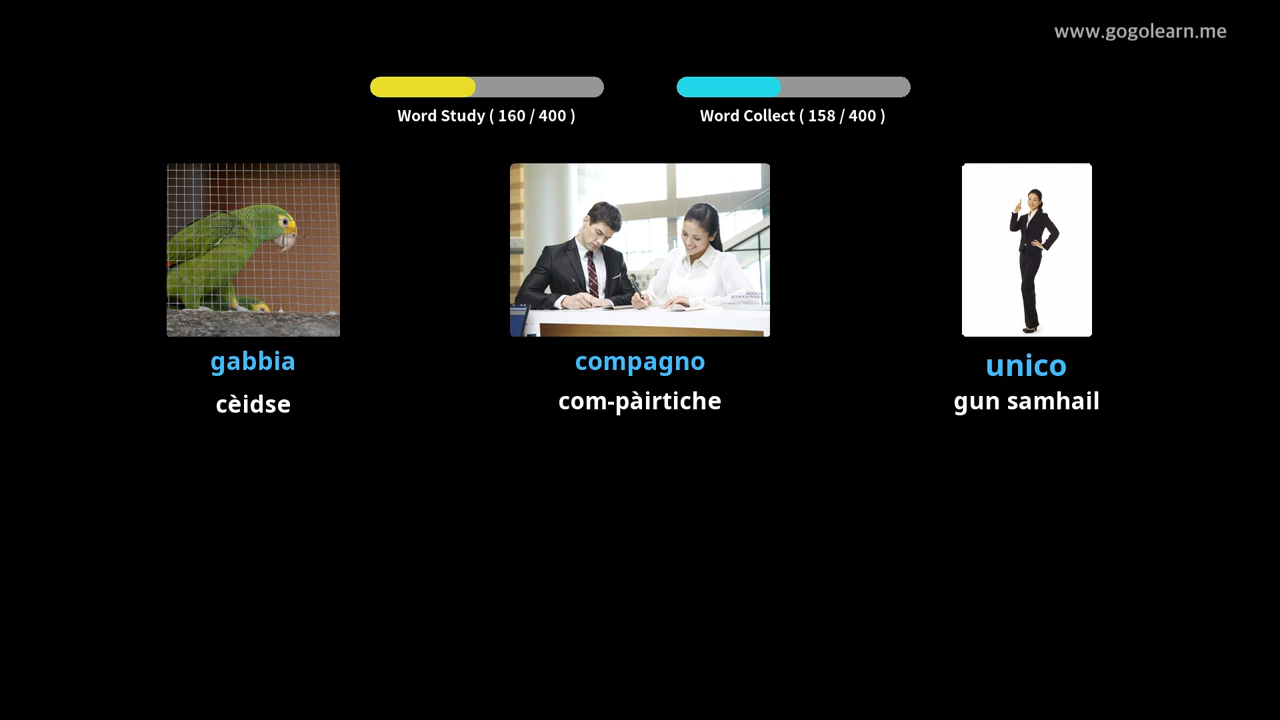 www.gogolearn.me
Word Study ( 160 / 400 )
Word Collect ( 158 / 400 )
gabbia
compagno
unico
cèidse
com-pàirtiche
gun samhail